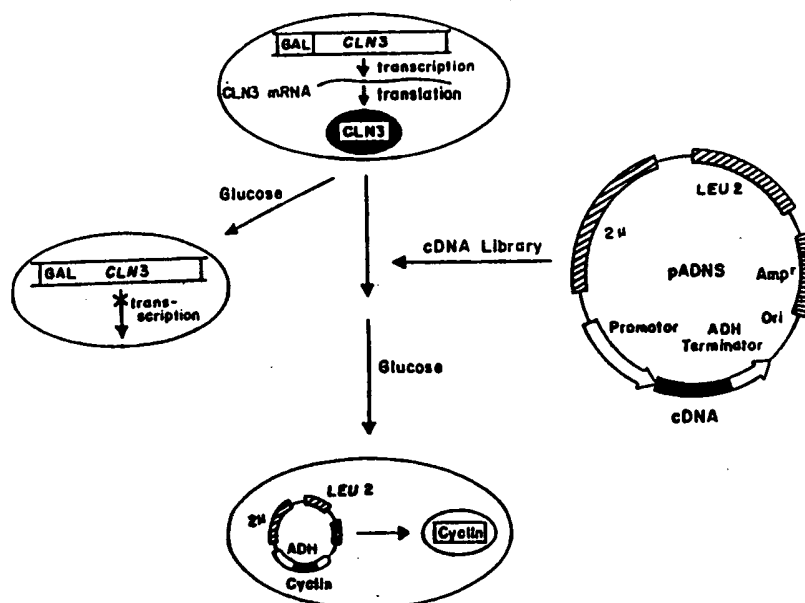 GAL CLN3
transcription
CLN3 mRNA
translation
CLN3
Glucose
cDNA Library
GAL CLN3
trans-
scription
Glucose
LEU 2
2μ
pADNS
Ampr
Ori
Promotor
ADH
Terminator
cDNA
LEU 2
2μ
ADH
Cyclin
Cyclin